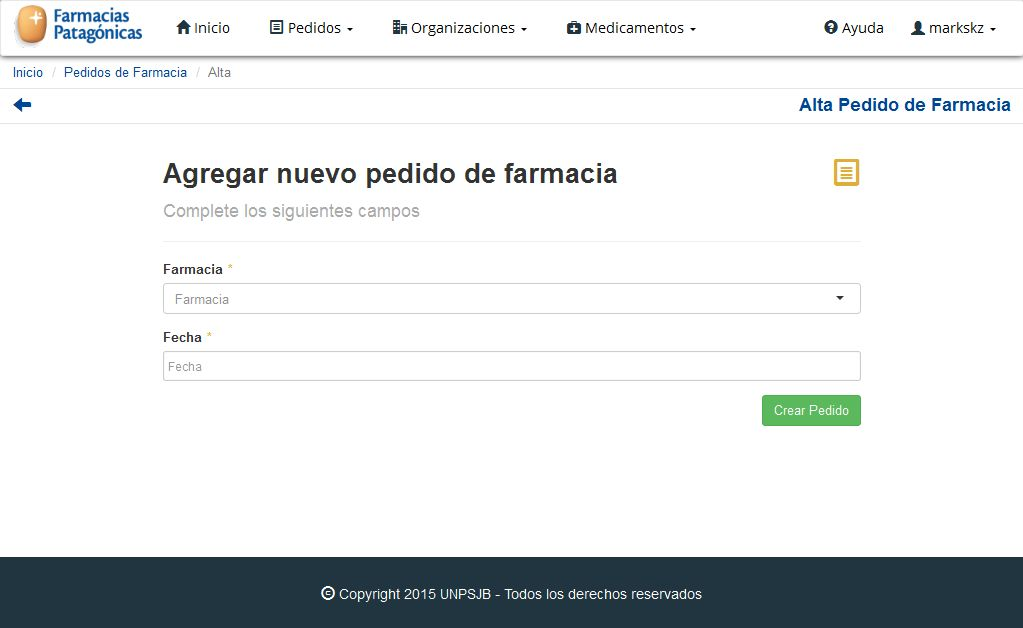 Farmacias
Patagónicas
Inicio
Pedidos
Organizaciones
Medicamentos
Ayuda
markskz
Inicio / Pedidos de Farmacia / Alta
Alta Pedido de Farmacia
Agregar nuevo pedido de farmacia
Complete los siguientes campos
Farmacia *
Farmacia
Fecha *
Fecha
Crear Pedido
© Copyright 2015 UNPSJB - Todos los derechos reservados